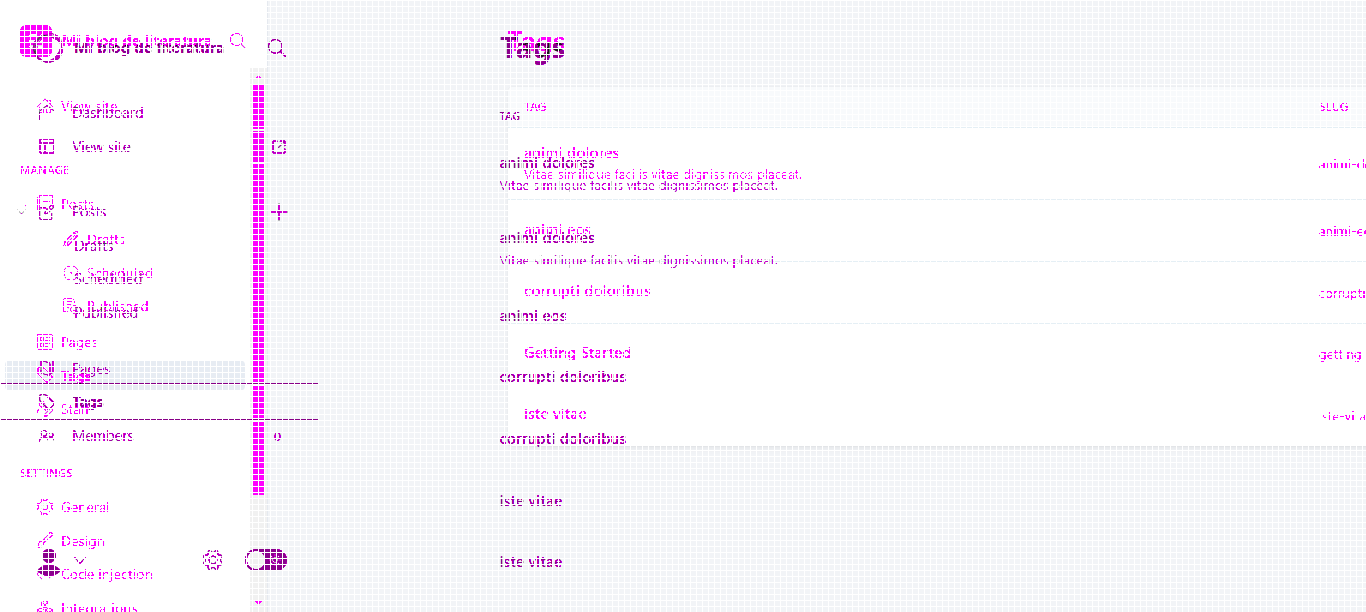 Mi blog de literatura
Mi blog de literatura
View site
Dashboard
View site
MANAGE
Posts
Posts
Drafts
Drafts
Scheduled
Scheduled
Published
Published
Pages
Pages
Tags
Tags
Staff
Members 0
SETTINGS
General
Design
Code injection
Integrations
Tags
Tags
TAG SLUG
TAG
animi dolores
animi dolores animi-d
Vitae similique facilis vitae dignissimos placeat.
Vitae similique facilis vitae dignissimos placeat.
animi eos animi-e
animi dolores
Vitae similique facilis vitae dignissimos placeat.
corrupti doloribus corrupt
animi eos
Getting Started getting
corrupti doloribus
iste vitae iste-vita
corrupti doloribus
iste vitae
iste vitae